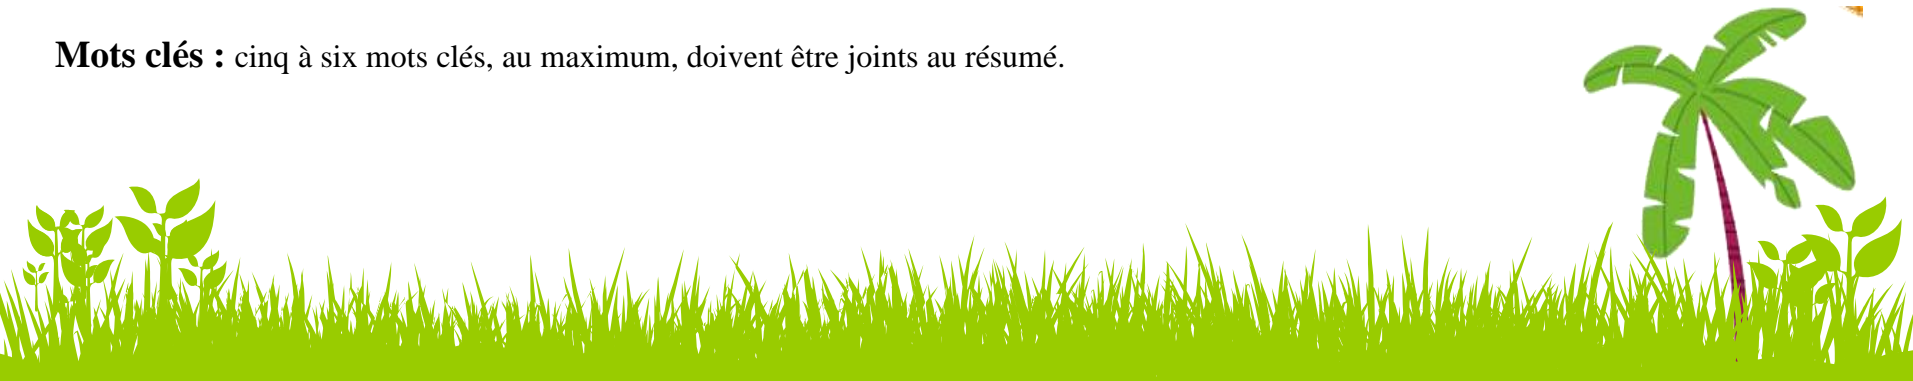 Mots clés : cinq à six mots clés, au maximum, doivent être joints au résumé.